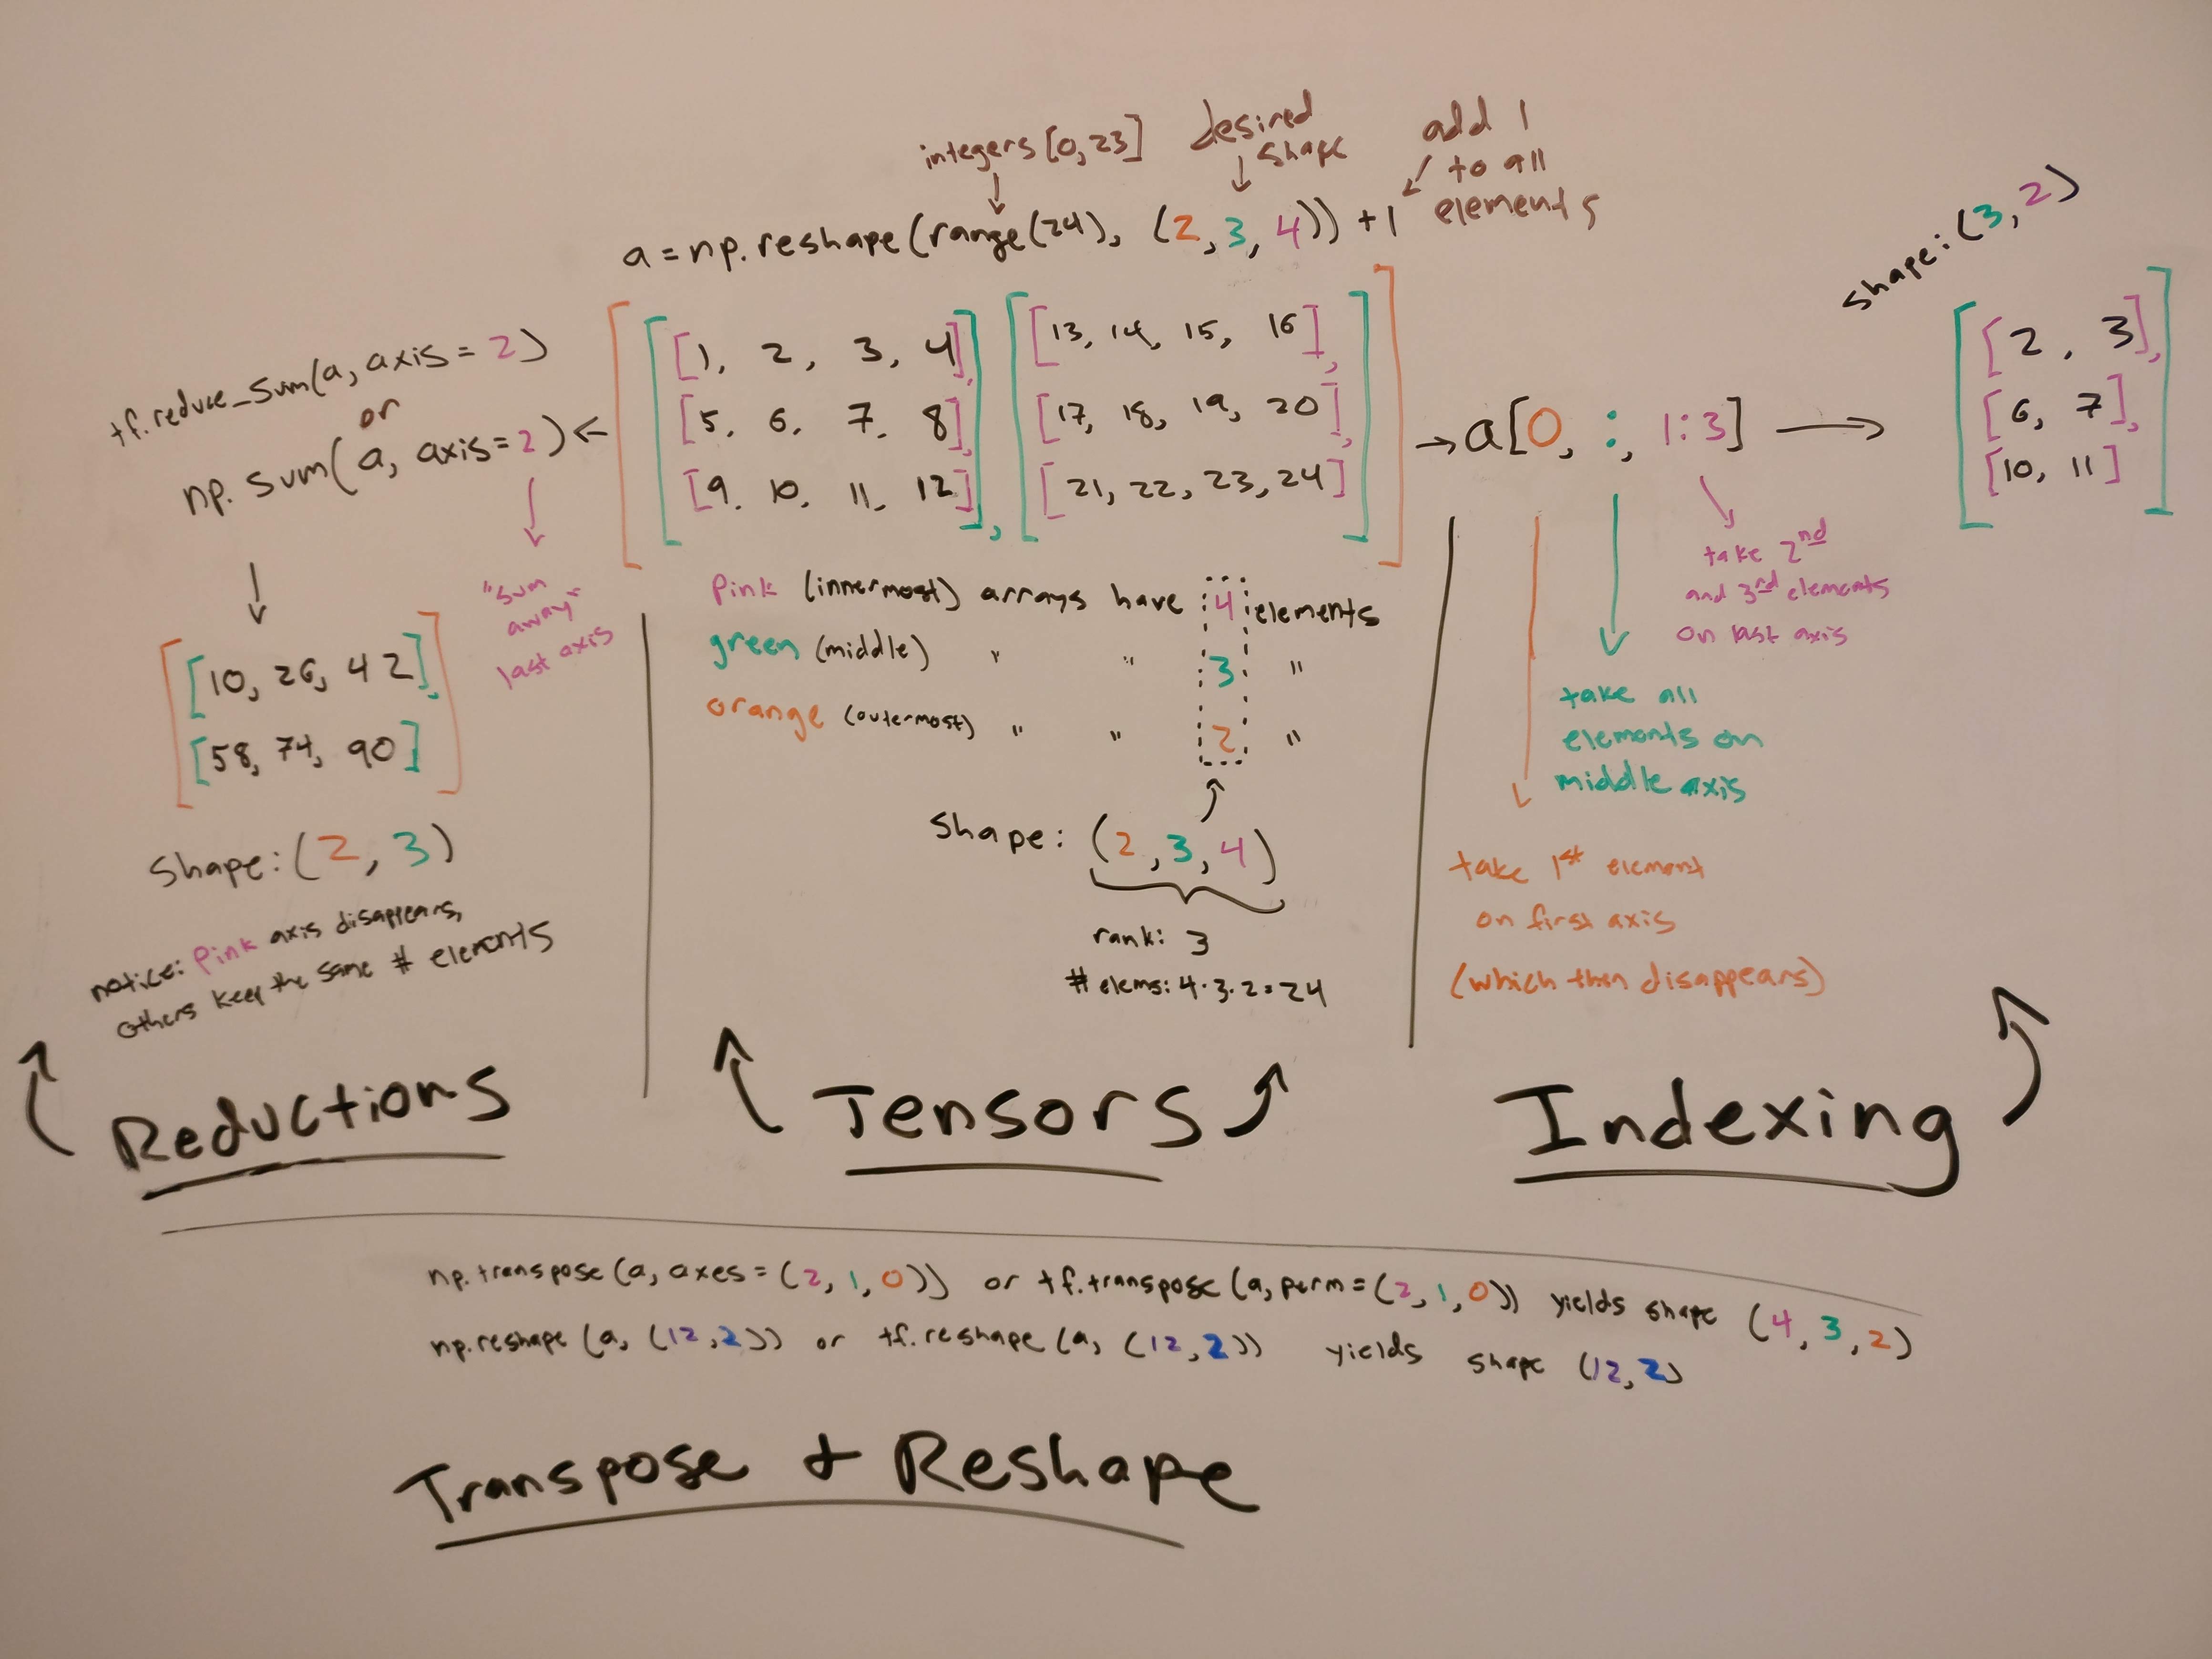 integers [0,23]
desired
shape
add 1
to all
elements
a = np.reshape(range(24), (2, 3, 4)) + 1
shape: (3, 2)
tf.reduce_sum(a, axis = 2)
or
np.sum(a, axis = 2) <
"sum
away"
last axis
[[10, 26, 42],
[58, 74, 90]]
Shape: (2, 3)
notice: Pink axis disappears,
others keep the same # elements
Reductions
[[[1, 2, 3, 4],
[5, 6, 7, 8],
[9, 10, 11, 12]],
[[13, 14, 15, 16],
[17, 18, 19, 20],
[21, 22, 23, 24]]]
Pink (innermost) arrays have 4 elements
green (middle) " " 3 "
orange (outermost) " " 2 "
Shape: (2, 3, 4)
rank: 3
# elems: 4·3·2 = 24
Tensors
a[0, :, 1:3]
[[2, 3],
[6, 7],
[10, 11]]
take 2nd
and 3rd elements
on last axis
take all
elements on
middle axis
take 1st element
on first axis
(which then disappears)
Indexing
np.transpose(a, axes = (2, 1, 0)) or tf.transpose(a, perm = (2, 1, 0)) yields shape (4, 3, 2)
np.reshape(a, (12, 2)) or tf.reshape(a, (12, 2)) yields shape (12, 2)
Transpose + Reshape